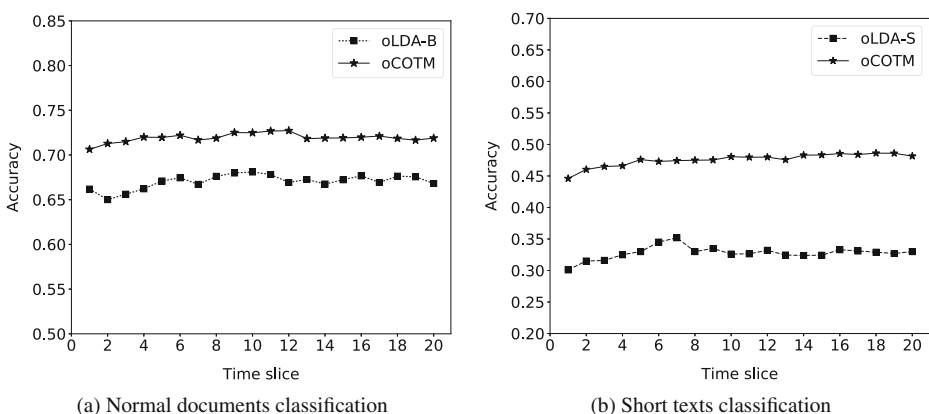 0.85
0.80
0.75
0.70
0.65
0.60
0.55
0.50
Accuracy
oLDA-B
oCOTM
0 2 4 6 8 10 12 14 16 18 20
Time slice
(a) Normal documents classification
0.70
0.65
0.60
0.55
0.50
0.45
0.40
0.35
0.30
0.25
0.20
Accuracy
oLDA-S
oCOTM
0 2 4 6 8 10 12 14 16 18 20
Time slice
(b) Short texts classification